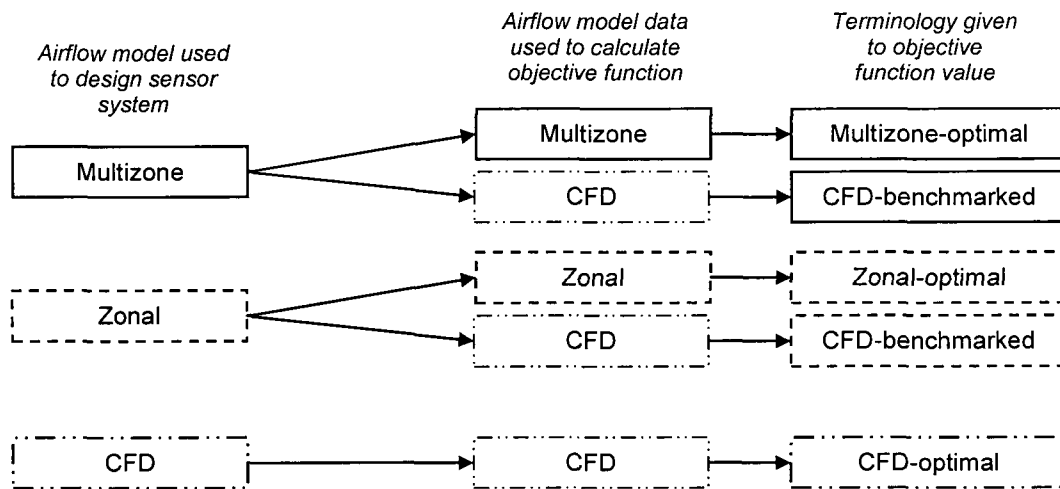 Airflow model used
to design sensor
system
Airflow model data
used to calculate
objective function
Terminology given
to objective
function value
Multizone
Multizone
Multizone-optimal
CFD
CFD-benchmarked
Zonal
Zonal
Zonal-optimal
CFD
CFD-benchmarked
CFD
CFD
CFD-optimal